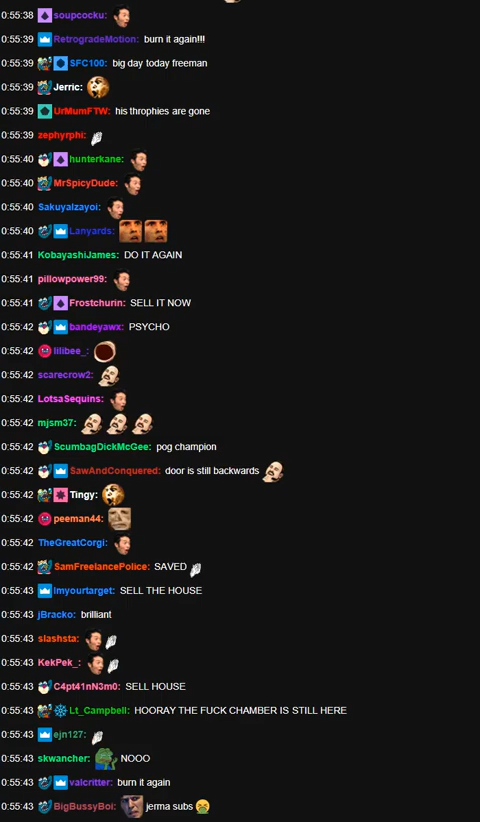 0:55:38 soupcocku:
0:55:39 RetrogradeMotion: burn it again!!!
0:55:39 SFC100: big day today freeman
0:55:39 Jerric:
0:55:39 UrMumFTW: his throphies are gone
0:55:39 zephyrphi:
0:55:40 hunterkane:
0:55:40 MrSpicyDude:
0:55:40 Sakuyalzayoi:
0:55:40 Lanyards:
0:55:41 KobayashiJames: DO IT AGAIN
0:55:41 pillowpower99:
0:55:41 Frostchurin: SELL IT NOW
0:55:42 bandeyawx: PSYCHO
0:55:42 lilibee_:
0:55:42 scarecrow2:
0:55:42 LotsaSequins:
0:55:42 mjsm37:
0:55:42 ScumbagDickMcGee: pog champion
0:55:42 SawAndConquered: door is still backwards
0:55:42 Tingy:
0:55:42 peeman44:
0:55:42 TheGreatCorgi:
0:55:42 SamFreelancePolice: SAVED
0:55:43 Imyourtarget: SELL THE HOUSE
0:55:43 jBracko: brilliant
0:55:43 slashsta:
0:55:43 KekPek_:
0:55:43 C4pt41nN3m0: SELL HOUSE
0:55:43 Lt_Campbell: HOORAY THE FUCK CHAMBER IS STILL HERE
0:55:43 ejn127:
0:55:43 skwancher: NOOO
0:55:43 valcritter: burn it again
0:55:43 BigBussyBoi: jerma subs